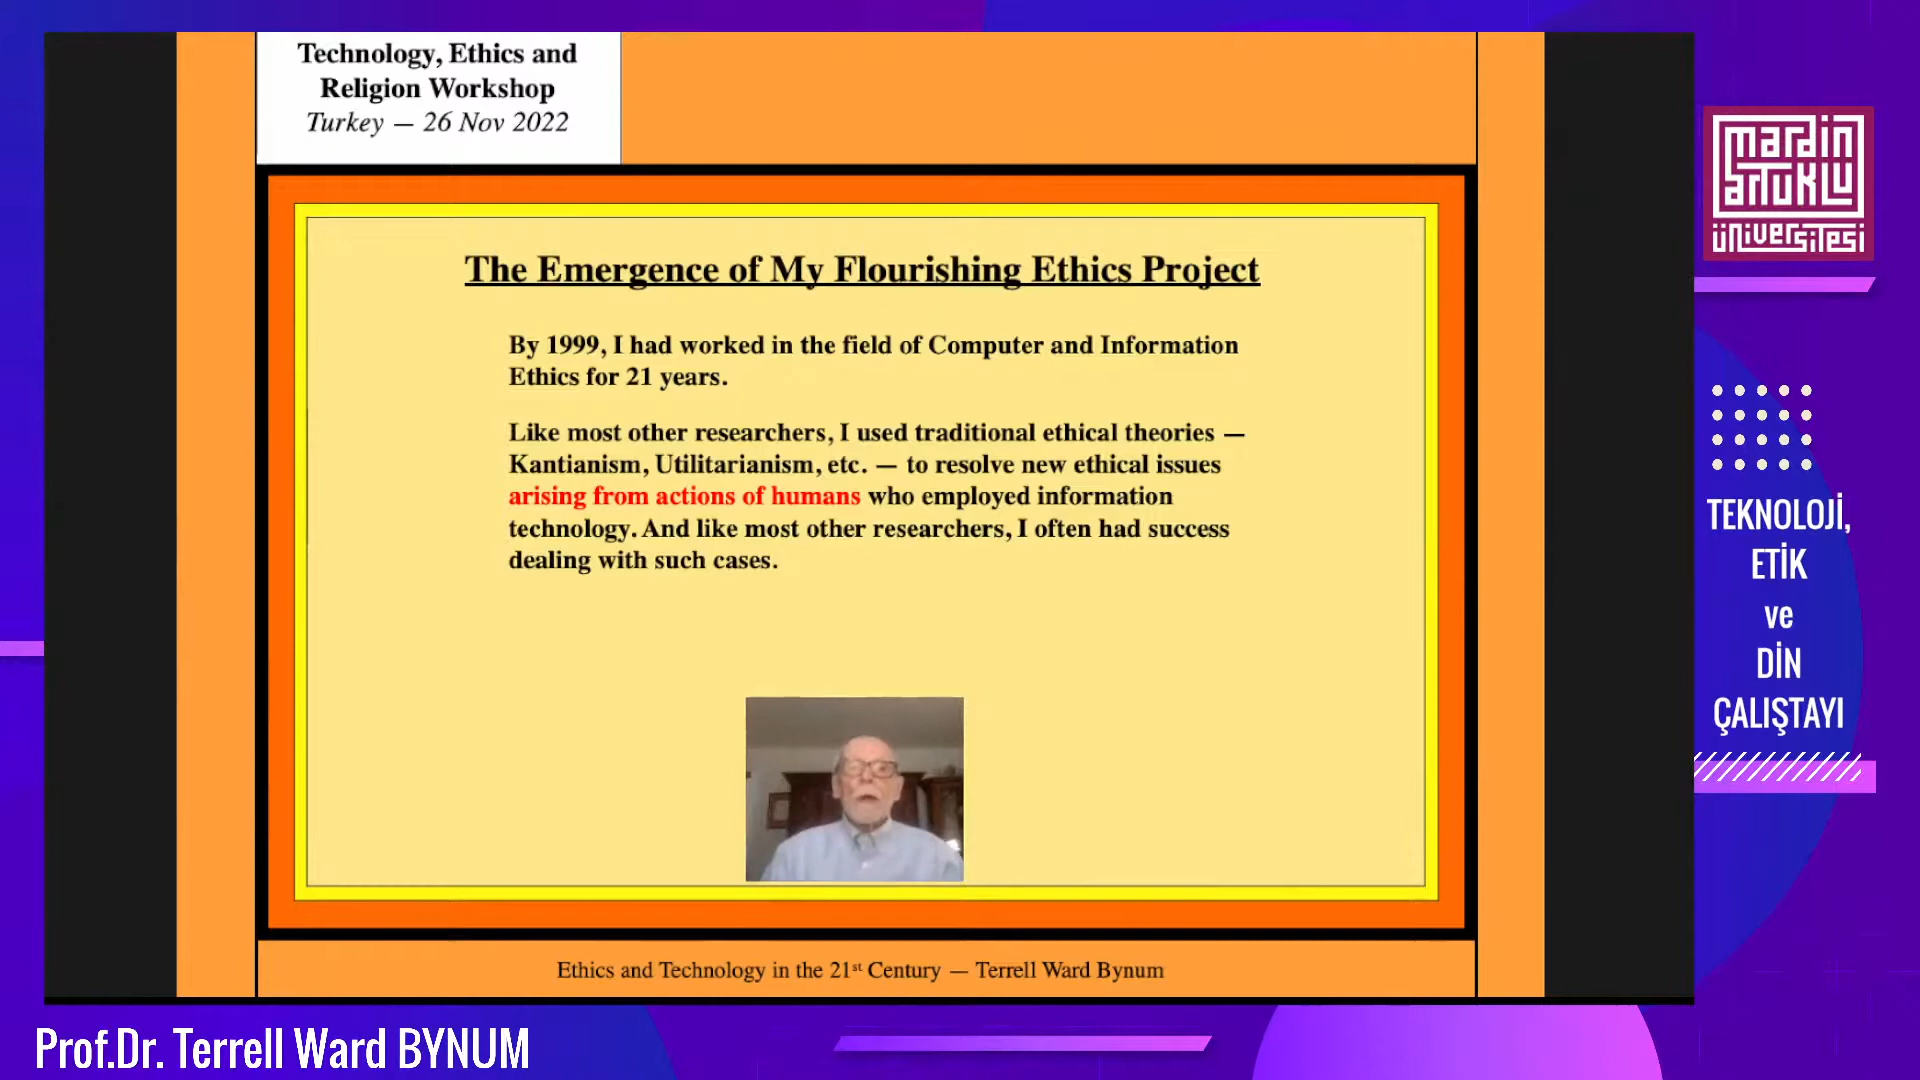 Technology, Ethics and
Religion Workshop
Turkey — 26 Nov 2022
The Emergence of My Flourishing Ethics Project
By 1999, I had worked in the field of Computer and Information
Ethics for 21 years.
Like most other researchers, I used traditional ethical theories —
Kantianism, Utilitarianism, etc. — to resolve new ethical issues
arising from actions of humans who employed information
technology. And like most other researchers, I often had success
dealing with such cases.
Ethics and Technology in the 21st Century — Terrell Ward Bynum
mardin
artuklu
üniversitesi
TEKNOLOJİ,
ETİK
ve
DİN
ÇALIŞTAYI
Prof.Dr. Terrell Ward BYNUM